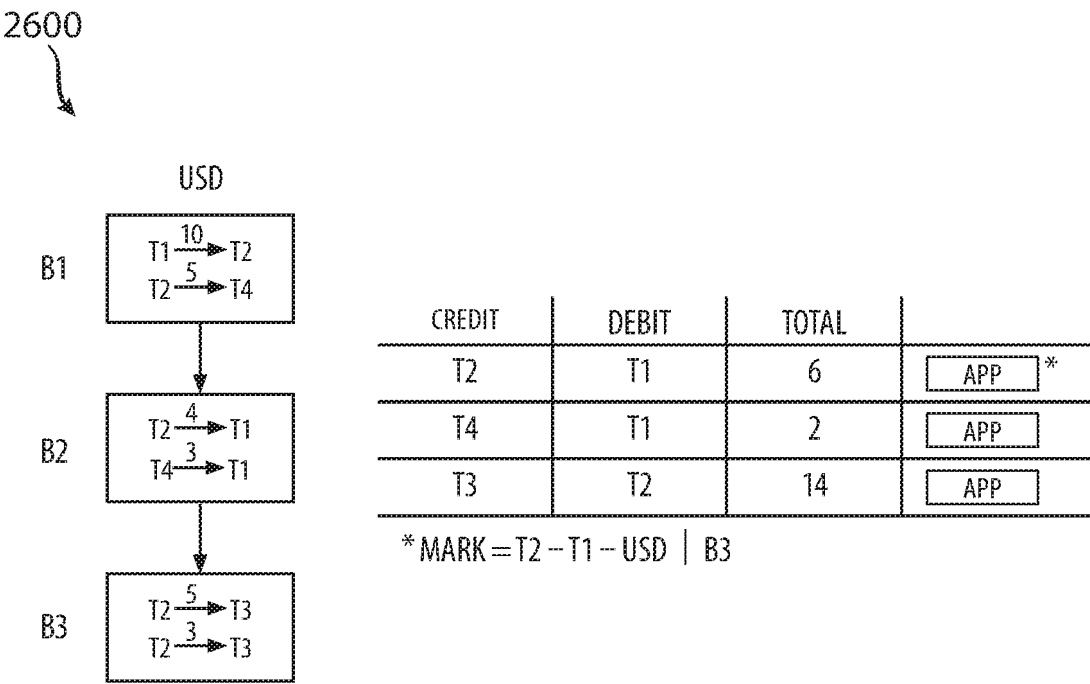 2600
USD
B1
T1 10 T2
T2 5 T4
B2
T2 4 T1
T4 3 T1
B3
T2 5 T3
T2 3 T3
CREDIT DEBIT TOTAL
T2 T1 6 APP *
T4 T1 2 APP
T3 T2 14 APP
* MARK = T2 -- T1 -- USD | B3